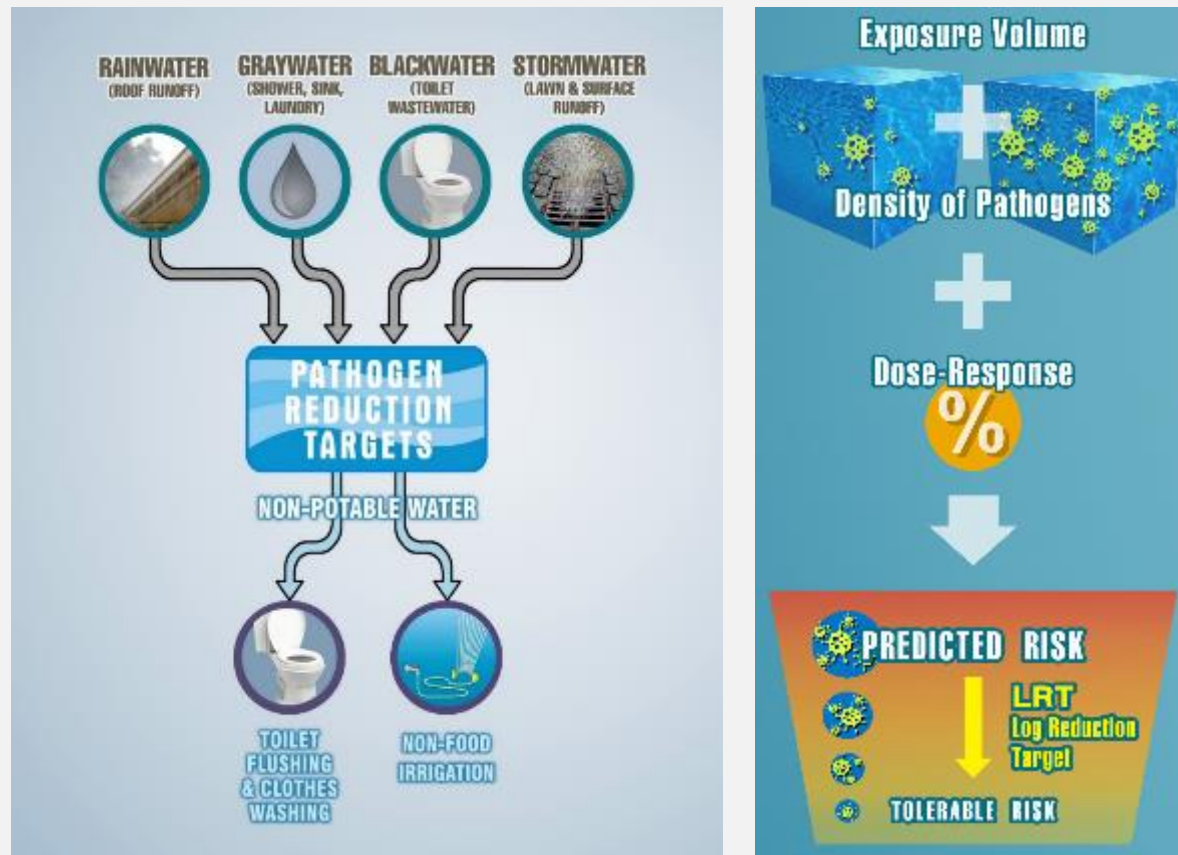 RAINWATER
(ROOF RUNOFF)
GRAYWATER
(SHOWER, SINK,
LAUNDRY)
BLACKWATER
(TOILET
WASTEWATER)
STORMWATER
(LAWN & SURFACE
RUNOFF)
PATHOGEN
REDUCTION
TARGETS
NON-POTABLE WATER
TOILET
FLUSHING
& CLOTHES
WASHING
NON-FOOD
IRRIGATION
Exposure Volume
+
Density of Pathogens
+
Dose-Response
%
PREDICTED RISK
LRT
Log Reduction
Target
TOLERABLE RISK